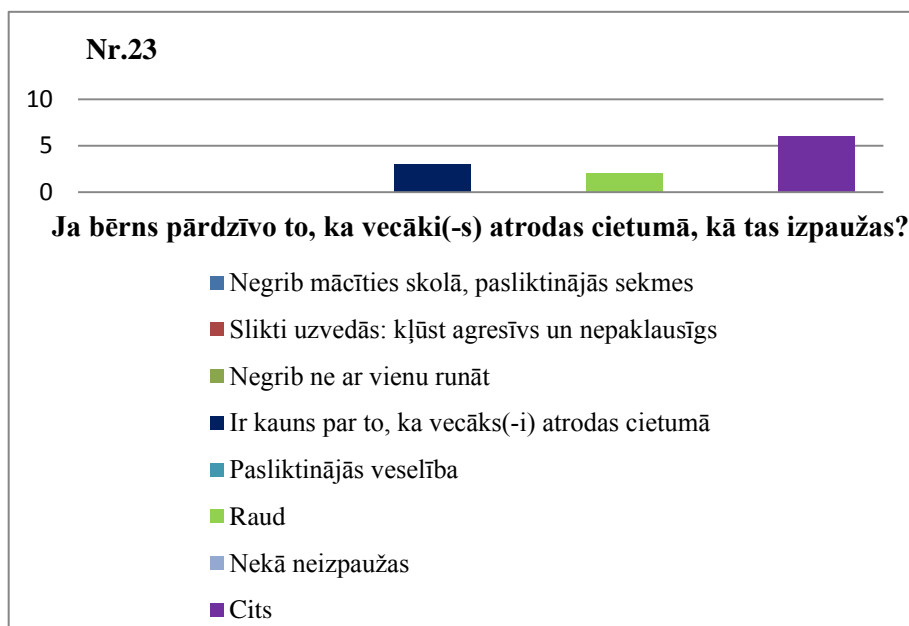 Nr.23
10
5
0
Ja bērns pārdzīvo to, ka vecāki(-s) atrodas cietumā, kā tas izpaužas?
Negrib mācīties skolā, pasliktinājās sekmes
Slikti uzvedās: kļūst agresīvs un nepaklausīgs
Negrib ne ar vienu runāt
Ir kauns par to, ka vecāks(-i) atrodas cietumā
Pasliktinājās veselība
Raud
Nekā neizpaužas
Cits